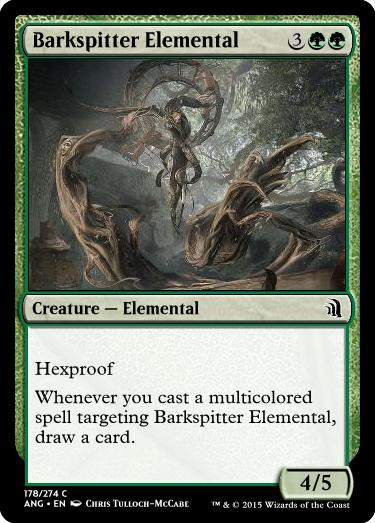 Barkspitter Elemental 3
Creature — Elemental
Hexproof
Whenever you cast a multicolored
spell targeting Barkspitter Elemental,
draw a card.
4/5
178/274 C
ANG • EN Chris Tulloch-McCabe ™ & © 2015 Wizards of the Coast